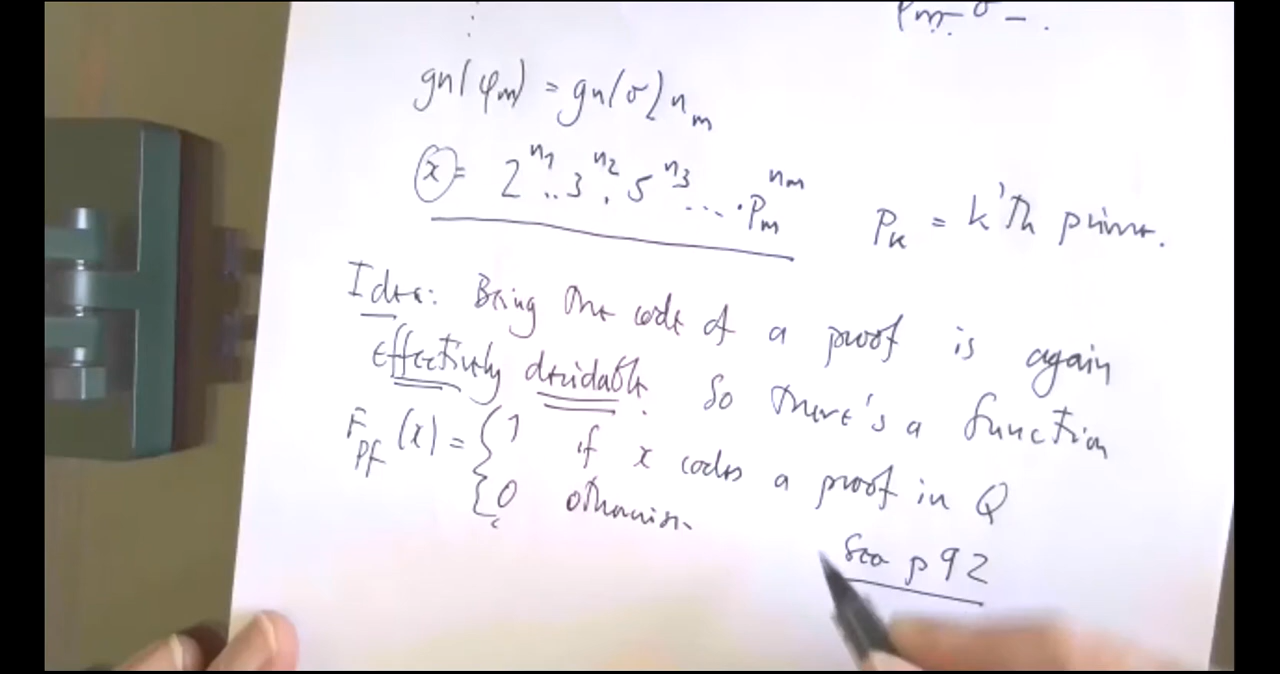 ⋮
gn(φₘ) = gn(σ) nₘ
x = 2^n₁ · 3^n₂ · 5^n₃ ... · pₘ^nₘ pₖ = k'th prime.
Idea: Being the code of a proof is again
effectively decidable. So there's a function
F_Pf (x) = { 1 if x codes a proof in Q
{ 0 otherwise
See p 92